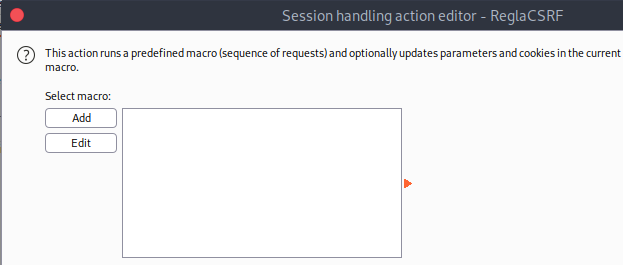 Session handling action editor - ReglaCSRF
? This action runs a predefined macro (sequence of requests) and optionally updates parameters and cookies in the current
macro.
Select macro:
Add
Edit